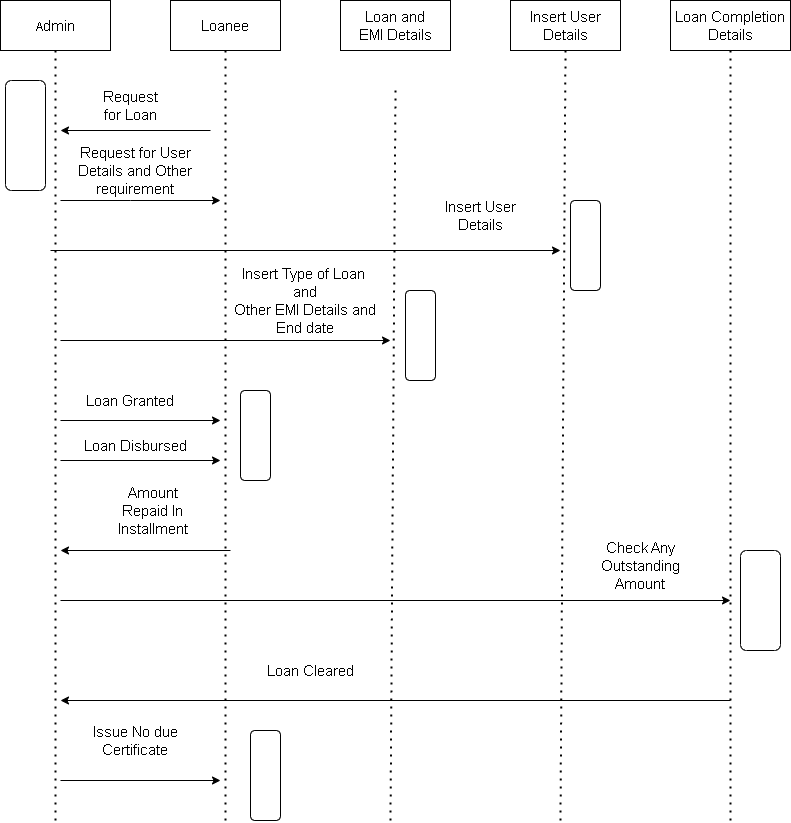 Admin
Loanee
Loan and
EMI Details
Insert User
Details
Loan Completion
Details
Request
for Loan
Request for User
Details and Other
requirement
Insert User
Details
Insert Type of Loan
and
Other EMI Details and
End date
Loan Granted
Loan Disbursed
Amount
Repaid In
Installment
Check Any
Outstanding
Amount
Loan Cleared
Issue No due
Certificate